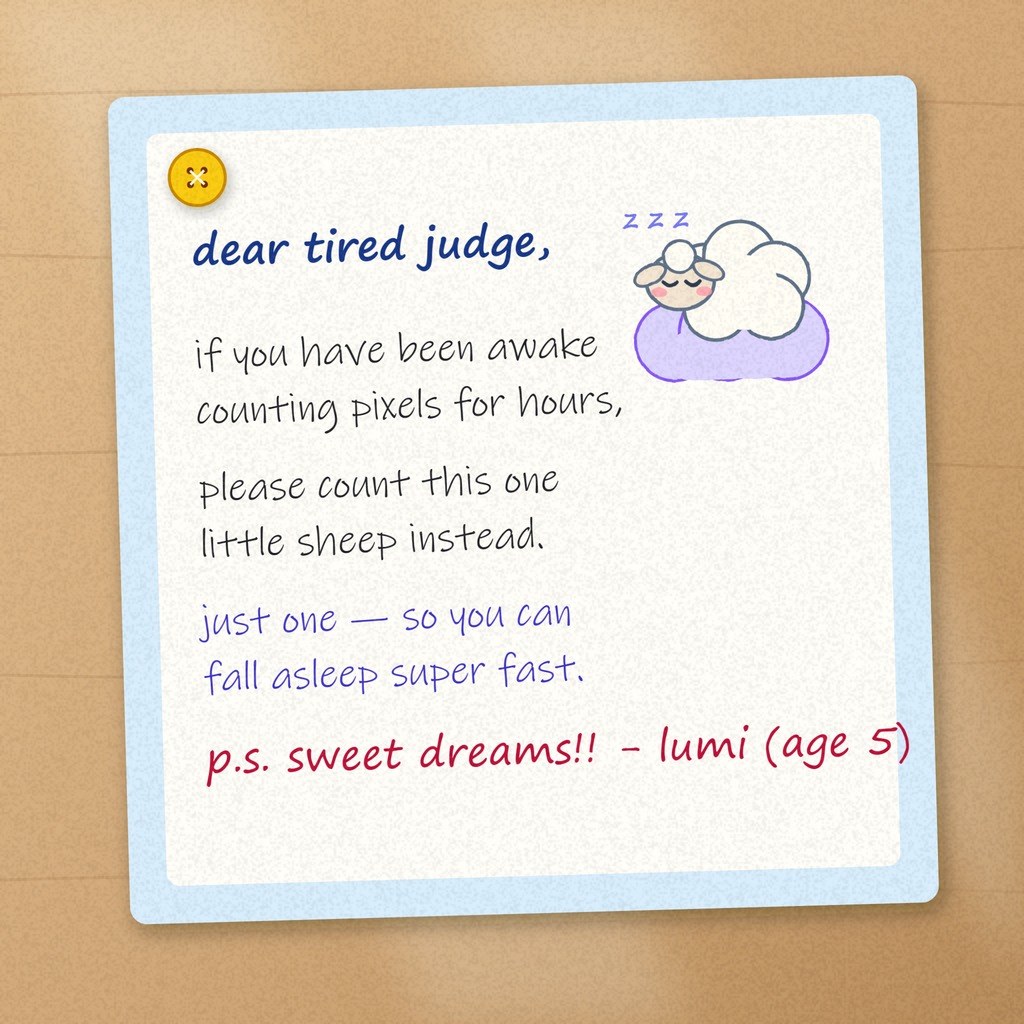 dear tired judge,
z z z
if you have been awake
counting pixels for hours,
please count this one
little sheep instead.
just one — so you can
fall asleep super fast.
p.s. sweet dreams!! – lumi (age 5)